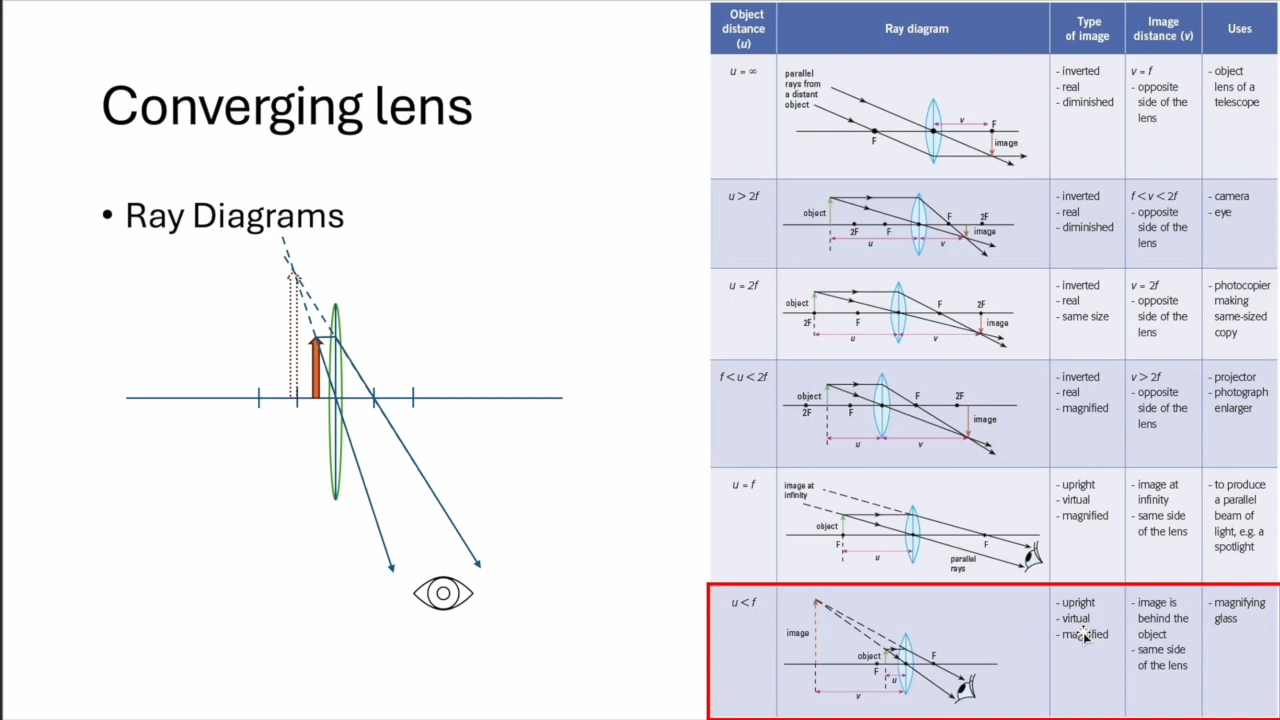 Converging lens
• Ray Diagrams
Object distance (u)
Ray diagram
Type of image
Image distance (v)
Uses
u = ∞
parallel
rays from
a distant
object
F
v
F
image
- inverted
- real
- diminished
v = f
- opposite
side of the
lens
- object
lens of a
telescope
u > 2f
object
2F
F
F
2F
image
u
v
- inverted
- real
- diminished
f < v < 2f
- opposite
side of the
lens
- camera
- eye
u = 2f
object
2F
F
F
2F
image
u
v
- inverted
- real
- same size
v = 2f
- opposite
side of the
lens
- photocopier
making
same-sized
copy
f < u < 2f
object
2F
F
F
2F
image
u
v
- inverted
- real
- magnified
v > 2f
- opposite
side of the
lens
- projector
- photograph
enlarger
u = f
image at
infinity
object
F
F
u
parallel
rays
- upright
- virtual
- magnified
- image at
infinity
- same side
of the lens
- to produce
a parallel
beam of
light, e.g. a
spotlight
u < f
image
object
F
F
u
v
- upright
- virtual
- magnified
- image is
behind the
object
- same side
of the lens
- magnifying
glass